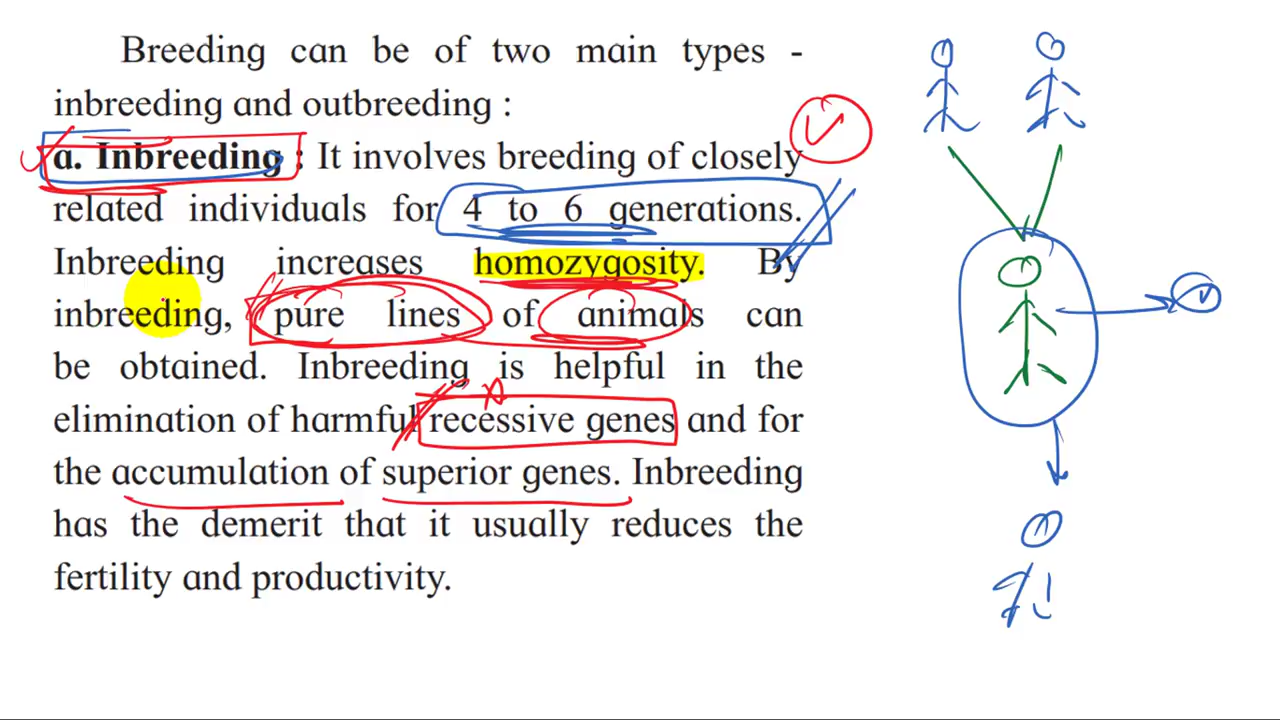 Breeding can be of two main types -
inbreeding and outbreeding :
a. Inbreeding : It involves breeding of closely
related individuals for 4 to 6 generations.
Inbreeding increases homozygosity. By
inbreeding, pure lines of animals can
be obtained. Inbreeding is helpful in the
elimination of harmful recessive genes and for
the accumulation of superior genes. Inbreeding
has the demerit that it usually reduces the
fertility and productivity.